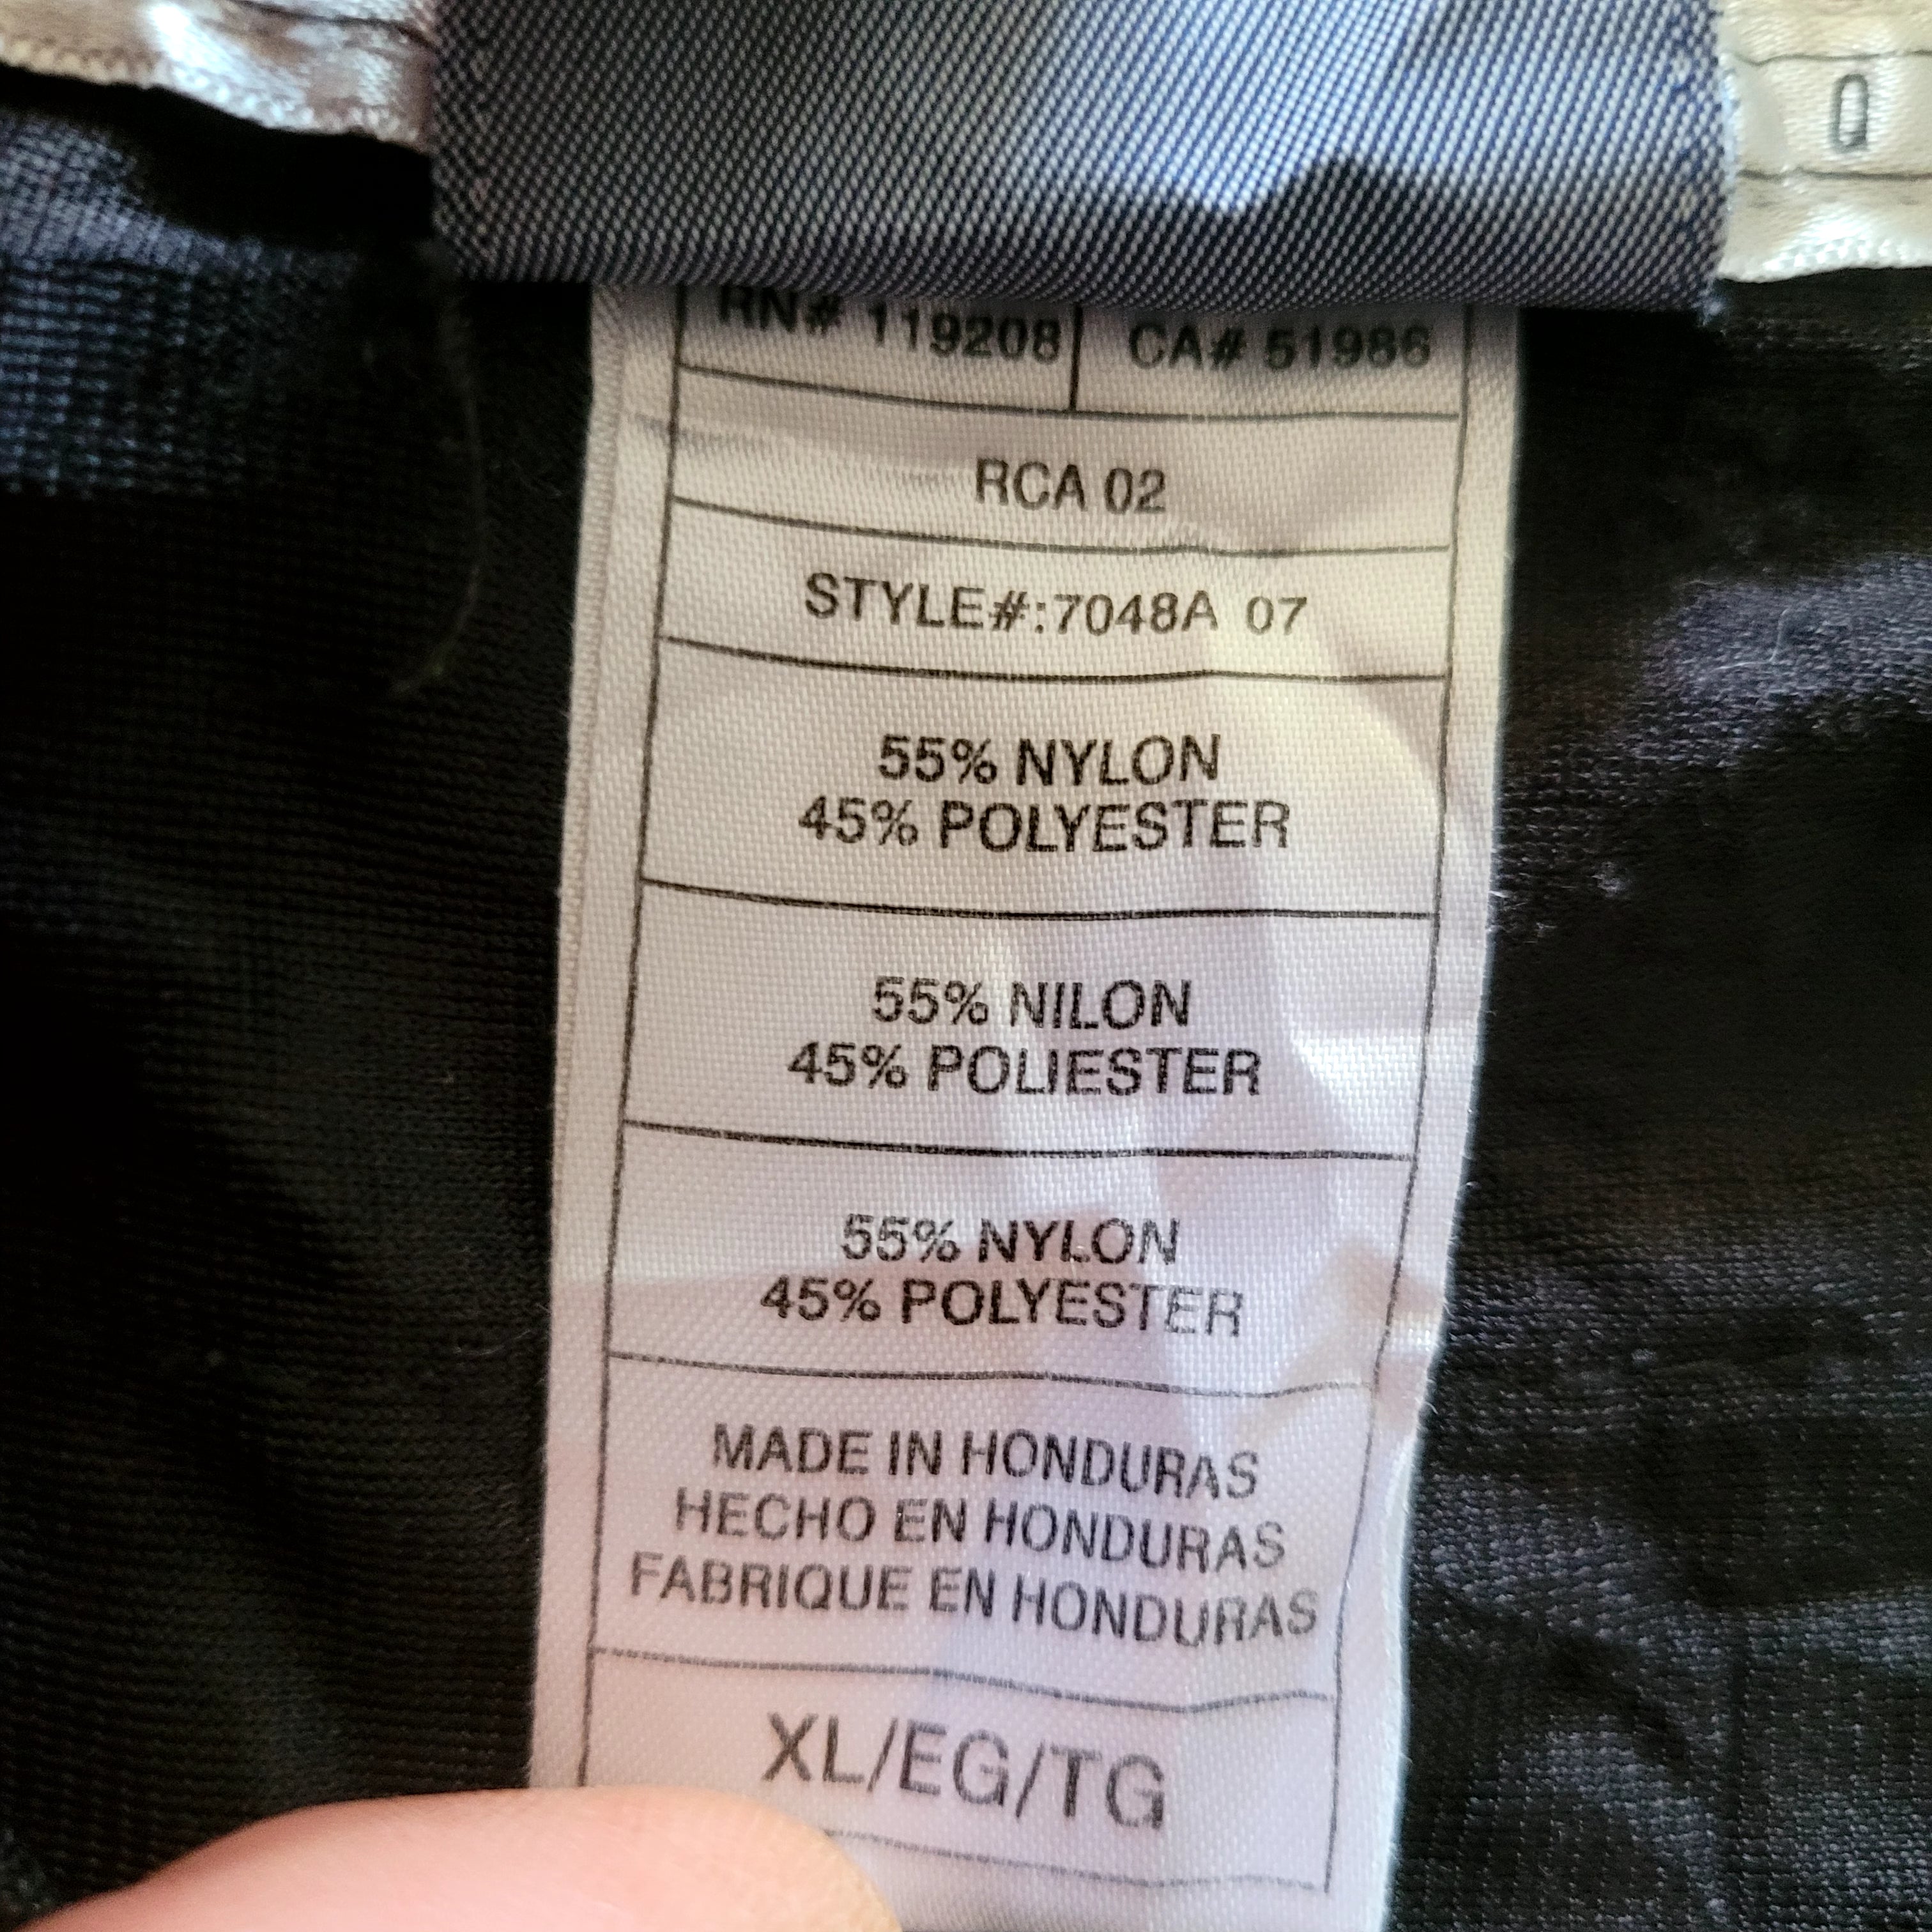 Q
RN# 119208 CA# 51986
RCA 02
STYLE#:7048A 07
55% NYLON
45% POLYESTER
55% NILON
45% POLIESTER
55% NYLON
45% POLYESTER
MADE IN HONDURAS
HECHO EN HONDURAS
FABRIQUE EN HONDURAS
XL/EG/TG